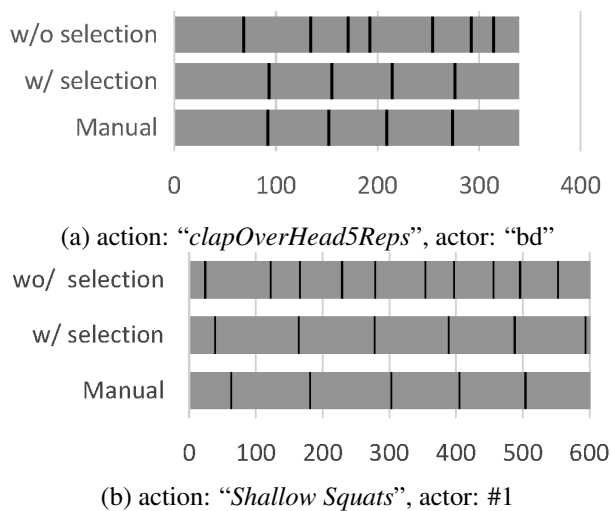 w/o selection
w/ selection
Manual
0 100 200 300 400
(a) action: “clapOverHead5Reps”, actor: “bd”
wo/ selection
w/ selection
Manual
0 100 200 300 400 500 600
(b) action: “Shallow Squats”, actor: #1